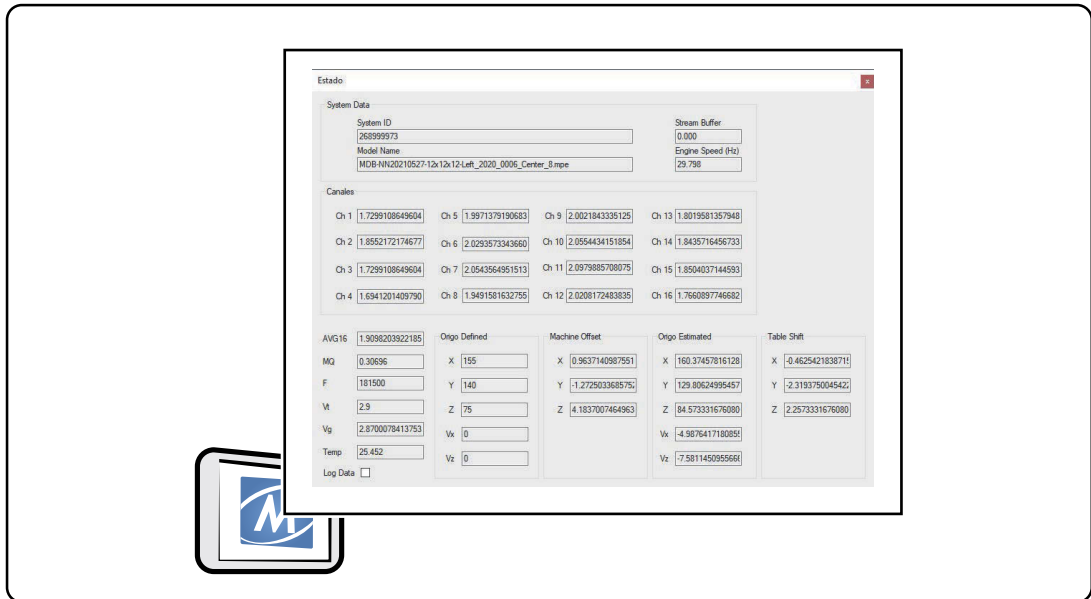 Estado
x
System Data
System ID
Stream Buffer
268999973
0.000
Model Name
Engine Speed (Hz)
MDB-NN20210527-12x12x12-Left_2020_0006_Center_8.mpe
29.798
Canales
Ch 1 1.7299108649604 Ch 5 1.9971379190683 Ch 9 2.0021843335125 Ch 13 1.8019581357948
Ch 2 1.8552172174677 Ch 6 2.0293573343660 Ch 10 2.0554434151854 Ch 14 1.8435716456733
Ch 3 1.7299108649604 Ch 7 2.0543564951513 Ch 11 2.0979885708075 Ch 15 1.8504037144593
Ch 4 1.6941201409790 Ch 8 1.9491581632755 Ch 12 2.0208172483835 Ch 16 1.7660897746682
AVG16 1.9098203922185
MQ 0.30696
F 181500
Vt 2.9
Vg 2.8700078413753
Temp 25.452
Log Data
Origo Defined
X 155
Y 140
Z 75
Vx 0
Vz 0
Machine Offset
X 0.9637140987551
Y -1.272503368575
Z 4.1837007464963
Origo Estimated
X 160.37457816128
Y 129.80624995457
Z 84.573331676080
Vx -4.987641718085
Vz -7.581145095566
Table Shift
X -0.462542183871
Y -2.319375004542
Z 2.2573331676080
M